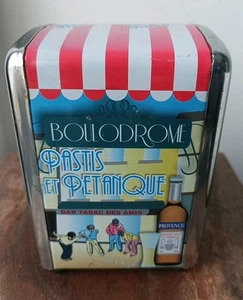 BOULODROME
PASTIS
ET PETANQUE
BAR TABAC DES AMIS
PROVENCE